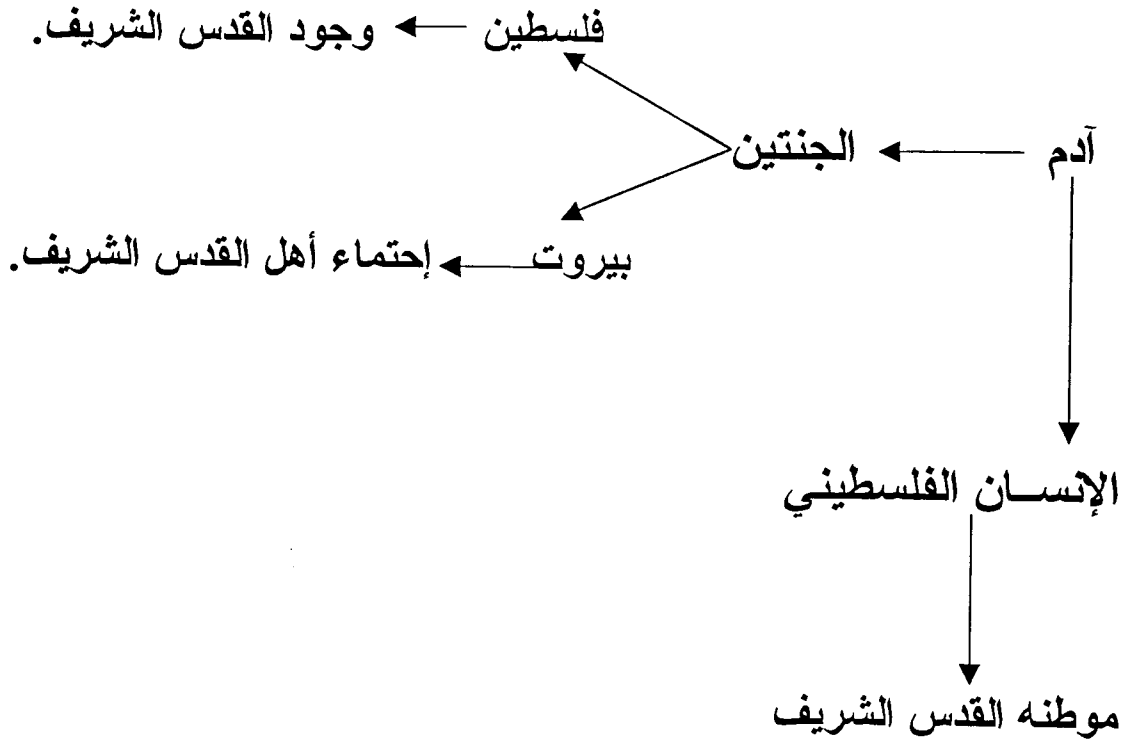 فلسطين ← وجود القدس الشريف.
آدم ← الجنتين
بيروت ← إحتماء أهل القدس الشريف.
الإنسان الفلسطيني
موطنه القدس الشريف